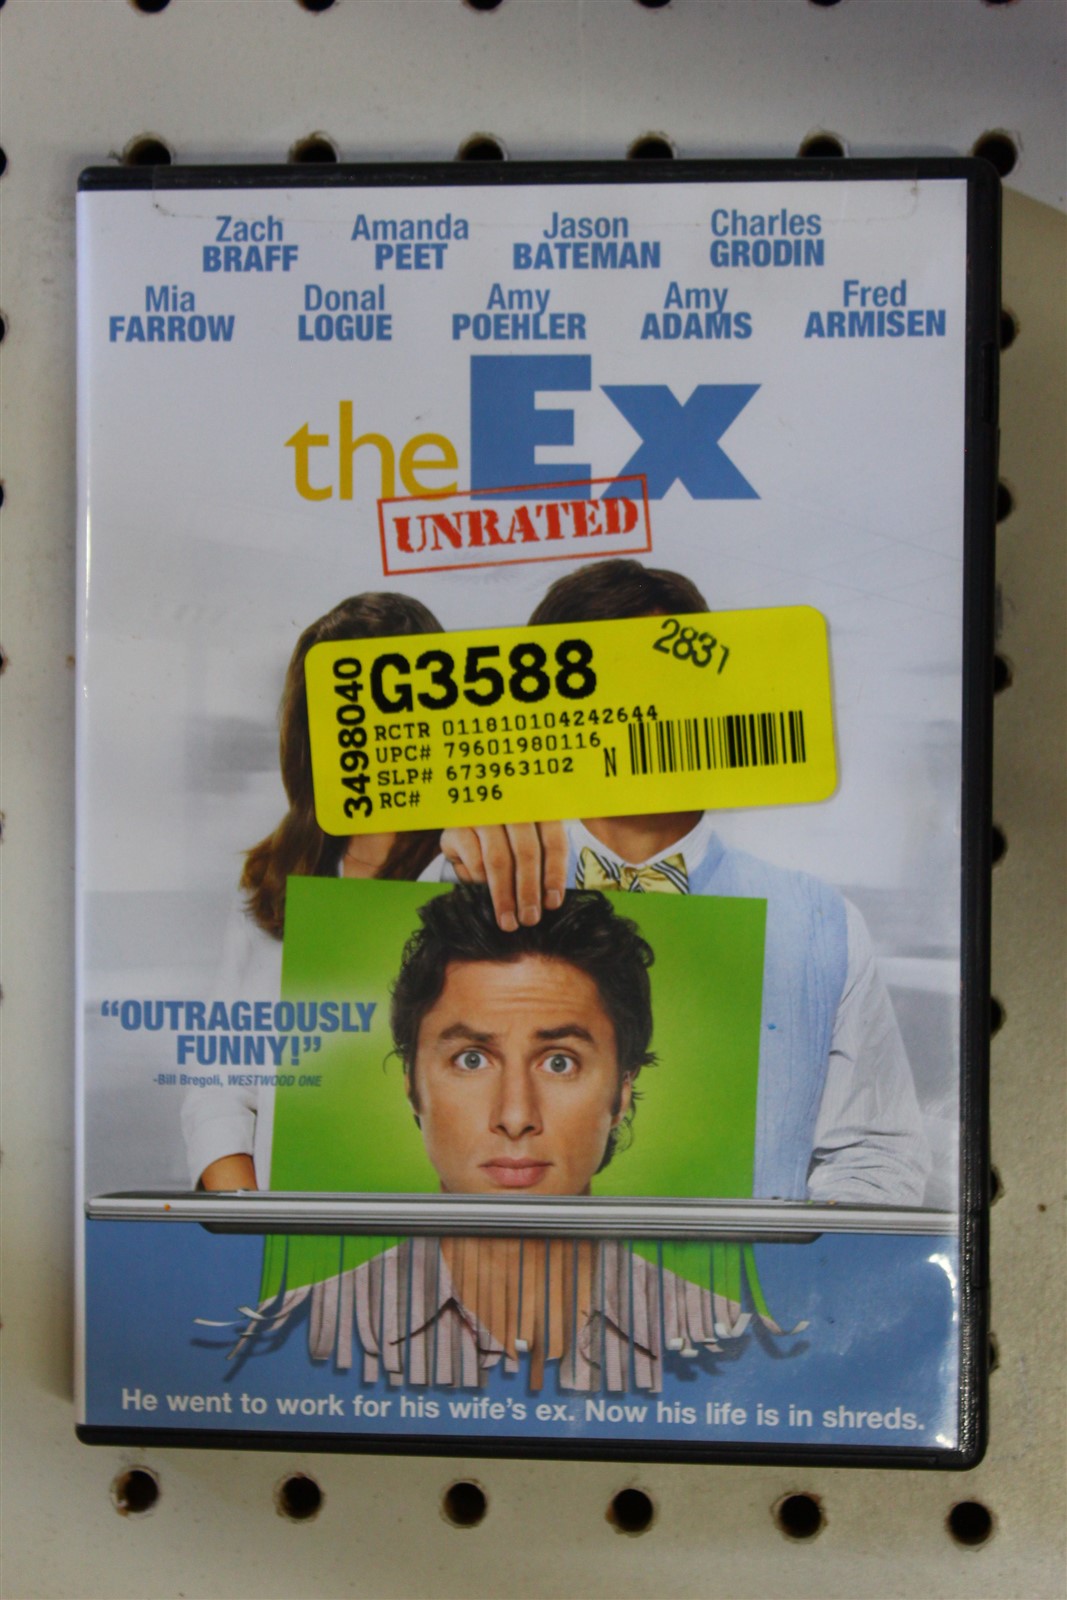 Zach BRAFF
Amanda PEET
Jason BATEMAN
Charles GRODIN
Mia FARROW
Donal LOGUE
Amy POEHLER
Amy ADAMS
Fred ARMISEN
the Ex
UNRATED
3498040
G3588
2831
RCTR 011810104242644
UPC# 79601980116
SLP# 673963102
RC# 9196
N
"OUTRAGEOUSLY
FUNNY!"
-Bill Bregoli, WESTWOOD ONE
He went to work for his wife's ex. Now his life is in shreds.